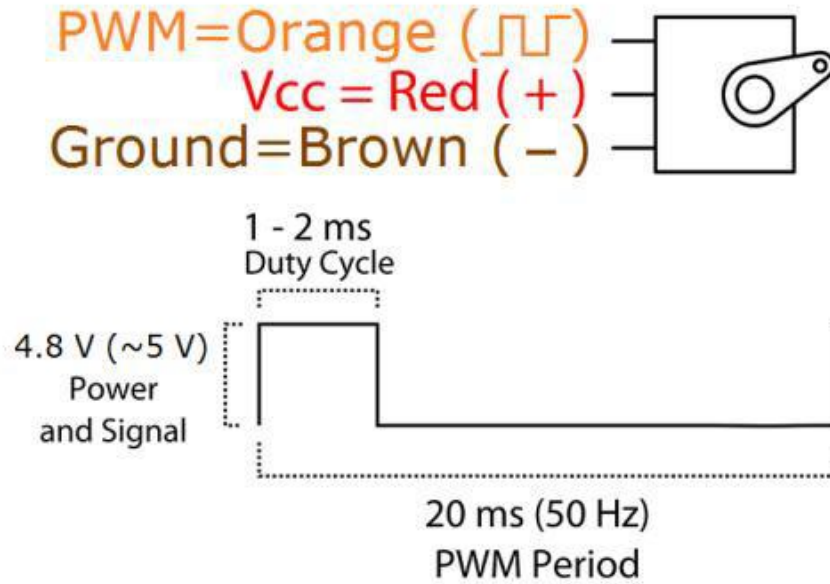 PWM=Orange (⎍⎍)
Vcc = Red ( + )
Ground=Brown ( − )
1 - 2 ms
Duty Cycle
4.8 V (~5 V)
Power
and Signal
20 ms (50 Hz)
PWM Period